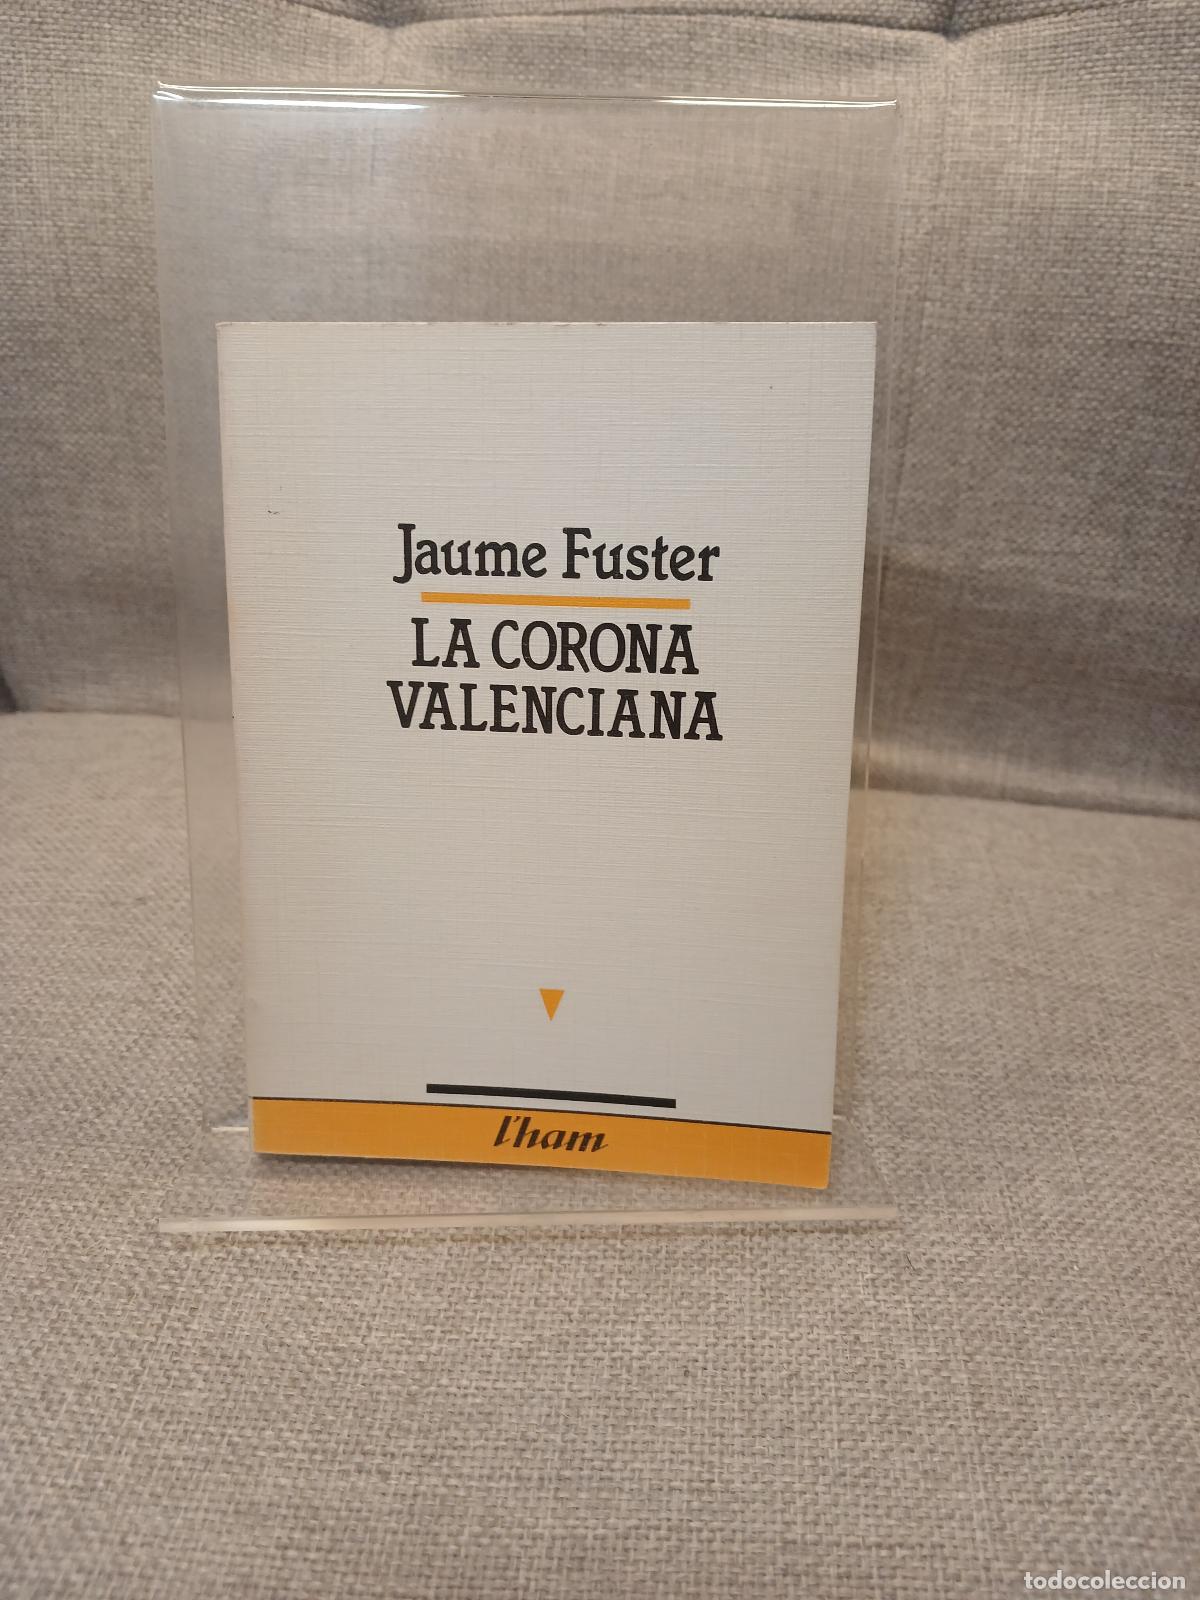 Jaume Fuster
LA CORONA
VALENCIANA
l'ham
todocoleccion